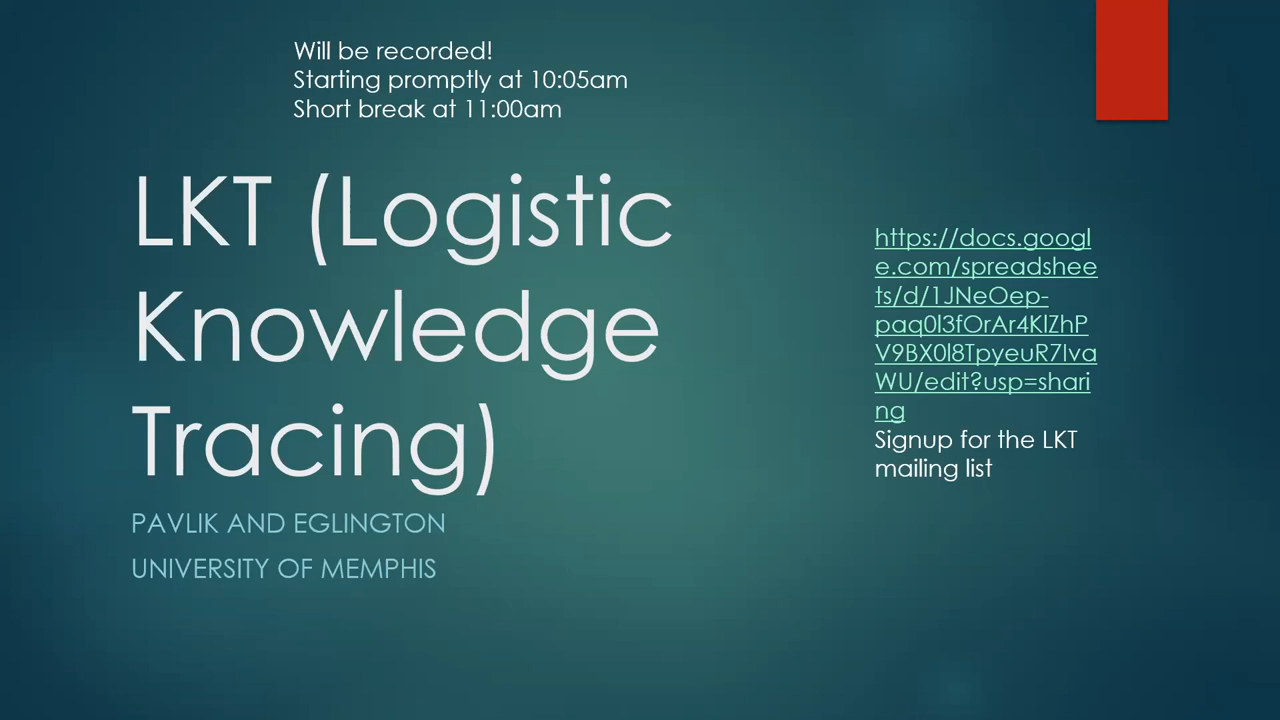 Will be recorded!
Starting promptly at 10:05am
Short break at 11:00am
LKT (Logistic
Knowledge
Tracing)
PAVLIK AND EGLINGTON
UNIVERSITY OF MEMPHIS
https://docs.googl
e.com/spreadshee
ts/d/1JNeOep-
paq0l3fOrAr4KlZhP
V9BX0l8TpyeuR7lva
WU/edit?usp=shari
ng
Signup for the LKT
mailing list